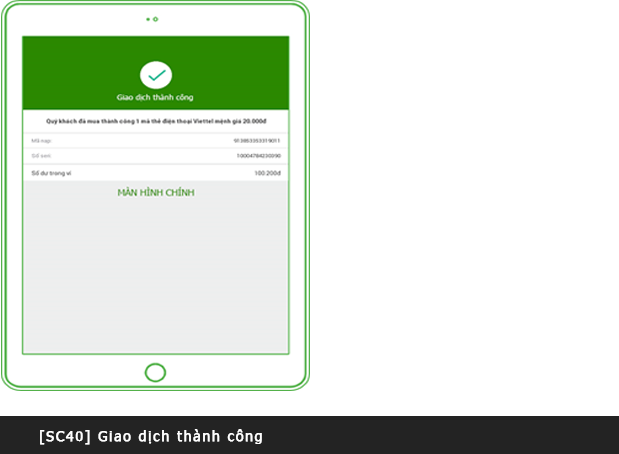 Giao dịch thành công
Quý khách đã mua thành công 1 mã thẻ điện thoại Viettel mệnh giá 20.000đ
Mã nạp
913853353319011
Số seri
10004784230390
Số dư trong ví
100.200đ
MÀN HÌNH CHÍNH
[SC40] Giao dịch thành công